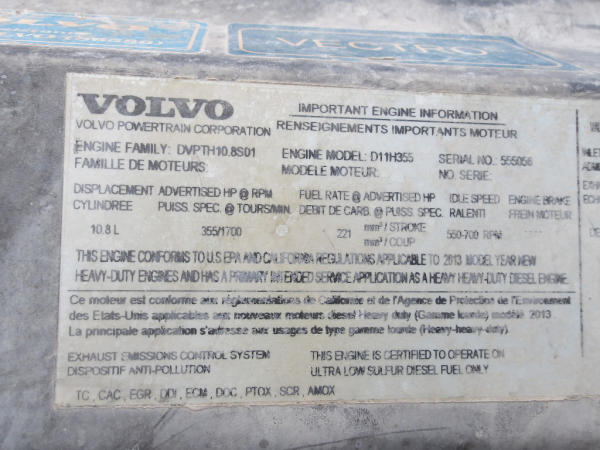 VECTRO
VOLVO
VOLVO POWERTRAIN CORPORATION
IMPORTANT ENGINE INFORMATION
RENSEIGNEMENTS IMPORTANTS MOTEUR
ENGINE FAMILY: DVPTH10.8S01 ENGINE MODEL: D11H355 SERIAL NO: 555056
FAMILLE DE MOTEURS: MODÈLE MOTEUR: NO. SERIE:
DISPLACEMENT ADVERTISED HP @ RPM FUEL RATE @ ADVERTISED HP IDLE SPEED ENGINE BRAKE
CYLINDREE PUISS. SPEC. @ TOURS/MIN. DEBIT DE CARB. @ PUISS. SPEC RALENTI FREIN MOTEUR
10.8 L 355/1700 221 mm³/ STROKE 550-700 RPM
mm³/ COUP
THIS ENGINE CONFORMS TO U.S EPA AND CALIFORNIA REGULATIONS APPLICABLE TO 2013 MODEL YEAR NEW
HEAVY-DUTY ENGINES AND HAS A PRIMARY INTENDED SERVICE APPLICATION AS A HEAVY HEAVY-DUTY DIESEL ENGINE.
Ce moteur est conforme aux réglementations de Californie et de l'Agence de Protection de l'Environment
des Etats-Unis applicables aux nouveaux moteurs diesel Heavy duty (Gamme lourde) modèle 2013.
La principale application s'adresse aux usages de type gamme lourde (Heavy-heavy-duty).
EXHAUST EMISSIONS CONTROL SYSTEM THIS ENGINE IS CERTIFIED TO OPERATE ON
DISPOSITIF ANTI-POLLUTION ULTRA LOW SULFUR DIESEL FUEL ONLY
TC , CAC , EGR , DDI , ECM , DOC , PTOX , SCR , AMOX